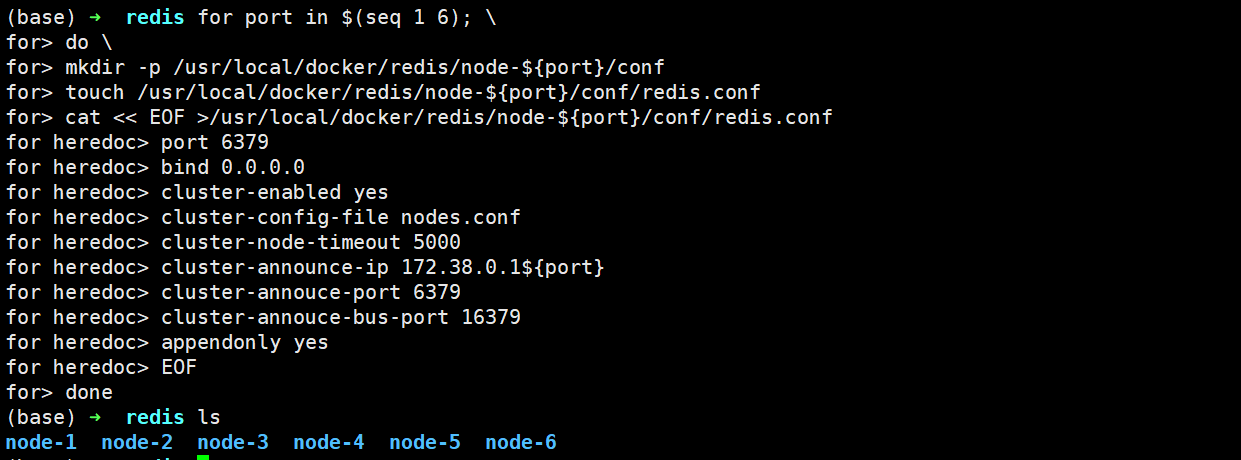 (base) ➜  redis for port in $(seq 1 6); \
for> do \
for> mkdir -p /usr/local/docker/redis/node-${port}/conf
for> touch /usr/local/docker/redis/node-${port}/conf/redis.conf
for> cat << EOF >/usr/local/docker/redis/node-${port}/conf/redis.conf
for heredoc> port 6379
for heredoc> bind 0.0.0.0
for heredoc> cluster-enabled yes
for heredoc> cluster-config-file nodes.conf
for heredoc> cluster-node-timeout 5000
for heredoc> cluster-announce-ip 172.38.0.1${port}
for heredoc> cluster-annouce-port 6379
for heredoc> cluster-annouce-bus-port 16379
for heredoc> appendonly yes
for heredoc> EOF
for> done
(base) ➜  redis ls
node-1  node-2  node-3  node-4  node-5  node-6